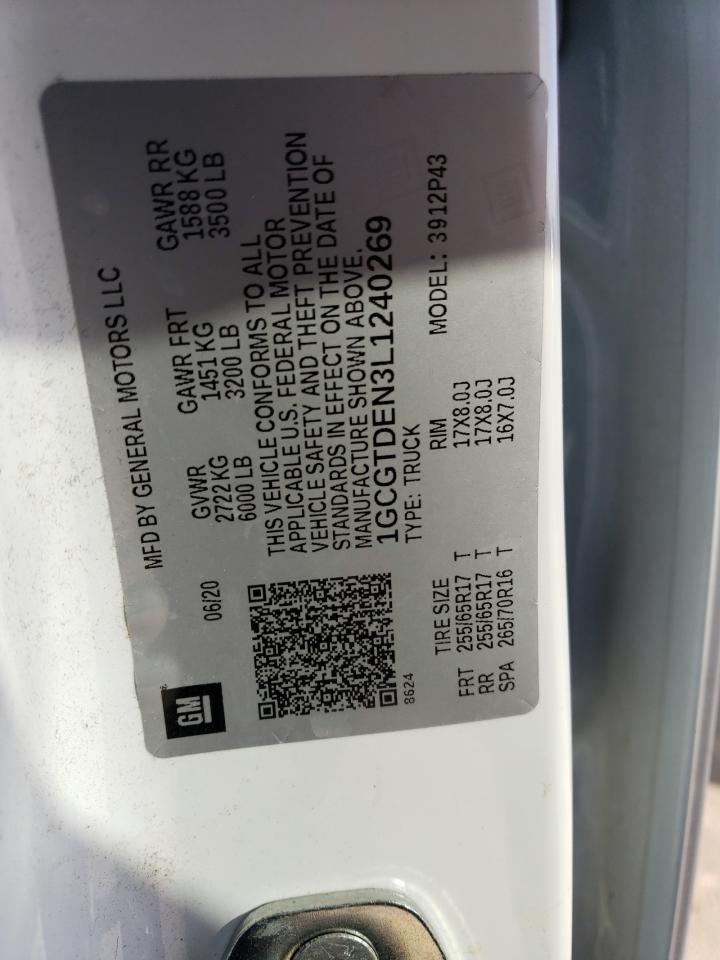 GM
MFD BY GENERAL MOTORS LLC
06/20
GVWR GAWR FRT GAWR RR
2722 KG 1451 KG 1588 KG
6000 LB 3200 LB 3500 LB
THIS VEHICLE CONFORMS TO ALL
APPLICABLE U.S. FEDERAL MOTOR
VEHICLE SAFETY AND THEFT PREVENTION
STANDARDS IN EFFECT ON THE DATE OF
MANUFACTURE SHOWN ABOVE.
1GCGTDEN3L1240269
8624
TYPE: TRUCK MODEL: 3912P43
TIRE SIZE RIM
FRT 255/65R17 T 17X8.0J
RR 255/65R17 T 17X8.0J
SPA 265/70R16 T 16X7.0J